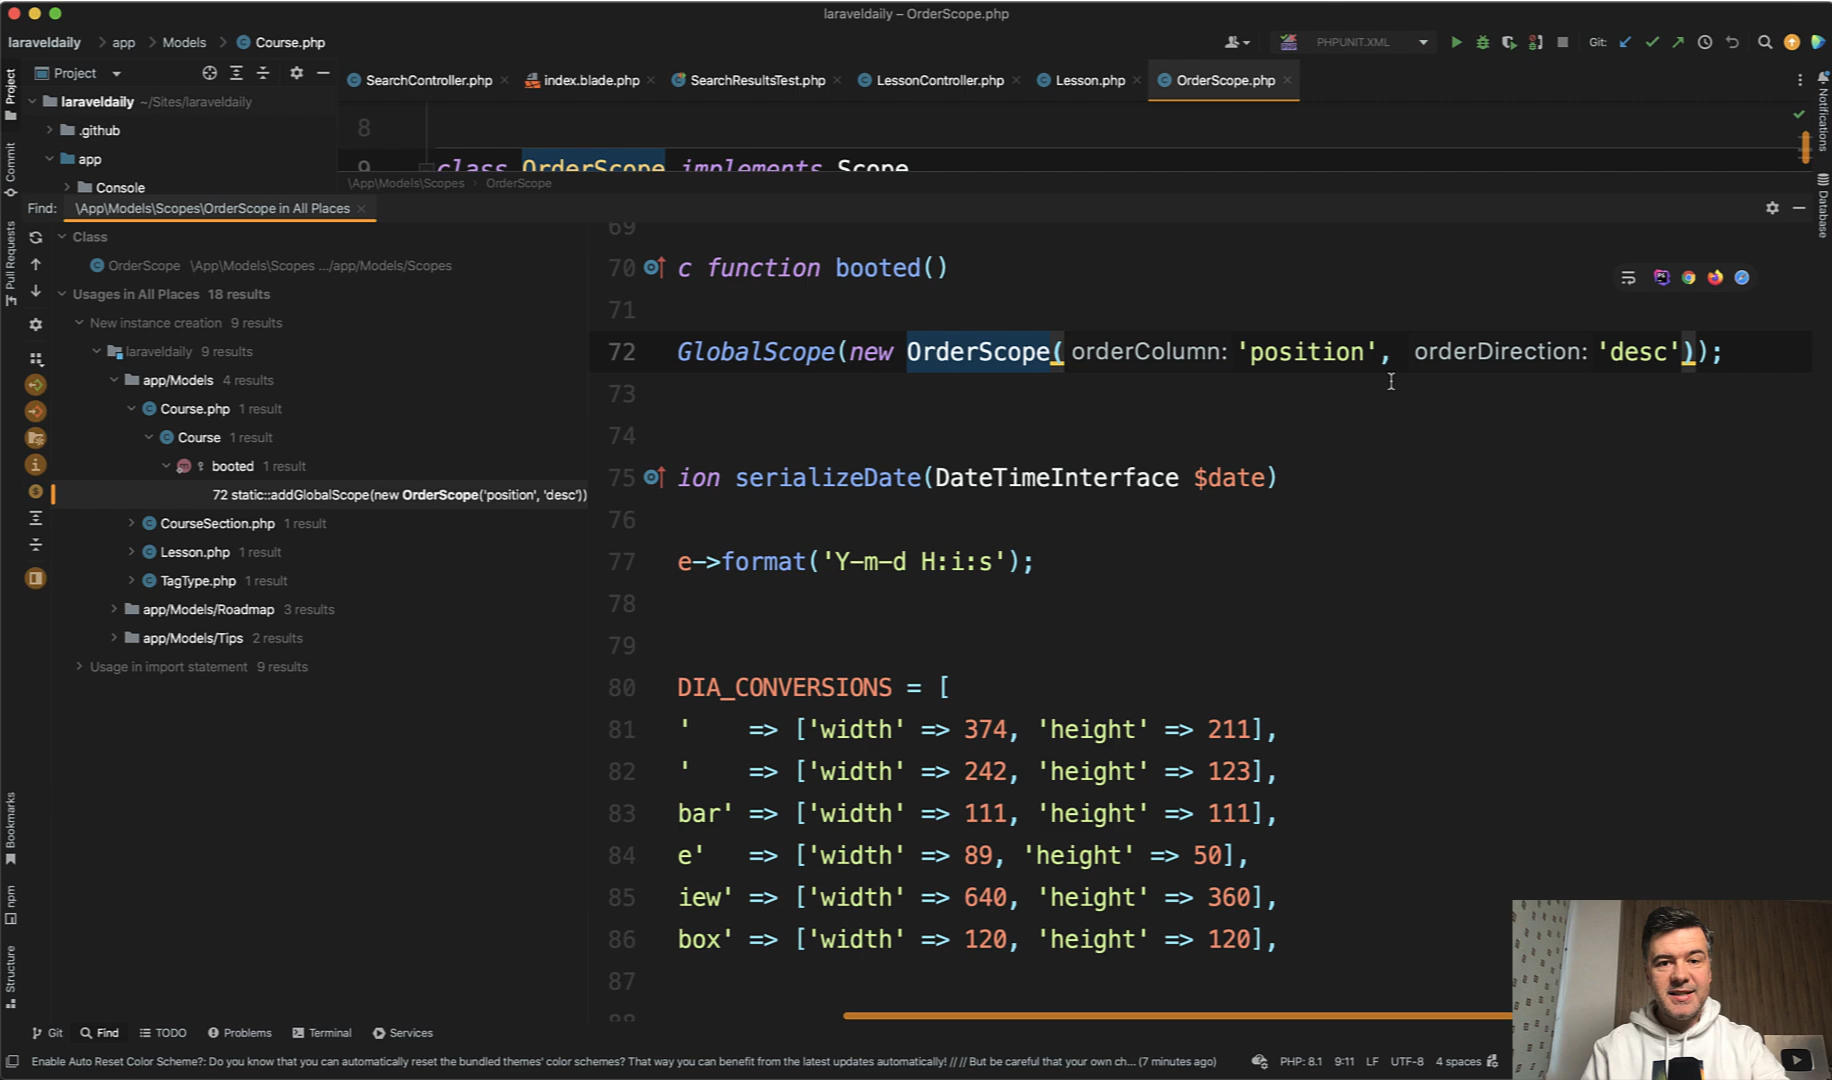 laraveldaily – OrderScope.php
laraveldaily
app
Models
Course.php
PHPUNIT.XML
Git:
Project
SearchController.php
index.blade.php
SearchResultsTest.php
LessonController.php
Lesson.php
OrderScope.php
Project
Commit
Pull Requests
Bookmarks
npm
Structure
Notifications
Database
laraveldaily ~/Sites/laraveldaily
.github
app
Console
8
9 class OrderScope implements Scope
\App\Models\Scopes
OrderScope
Find:
\App\Models\Scopes\OrderScope in All Places
Class
OrderScope \App\Models\Scopes .../app/Models/Scopes
Usages in All Places 18 results
New instance creation 9 results
laraveldaily 9 results
app/Models 4 results
Course.php 1 result
Course 1 result
booted 1 result
72 static::addGlobalScope(new OrderScope('position', 'desc'))
CourseSection.php 1 result
Lesson.php 1 result
TagType.php 1 result
app/Models/Roadmap 3 results
app/Models/Tips 2 results
Usage in import statement 9 results
69
70 c function booted()
71
72 GlobalScope(new OrderScope( orderColumn: 'position', orderDirection: 'desc'));
73
74
75 ion serializeDate(DateTimeInterface $date)
76
77 e->format('Y-m-d H:i:s');
78
79
80 DIA_CONVERSIONS = [
81 ' => ['width' => 374, 'height' => 211],
82 ' => ['width' => 242, 'height' => 123],
83 bar' => ['width' => 111, 'height' => 111],
84 e' => ['width' => 89, 'height' => 50],
85 iew' => ['width' => 640, 'height' => 360],
86 box' => ['width' => 120, 'height' => 120],
87
88
Git
Find
TODO
Problems
Terminal
Services
Enable Auto Reset Color Scheme?: Do you know that you can automatically reset the bundled themes' color schemes? That way you can benefit from the latest updates automatically! // // But be careful that your own ch... (7 minutes ago)
PHP: 8.1
9:11
LF
UTF-8
4 spaces